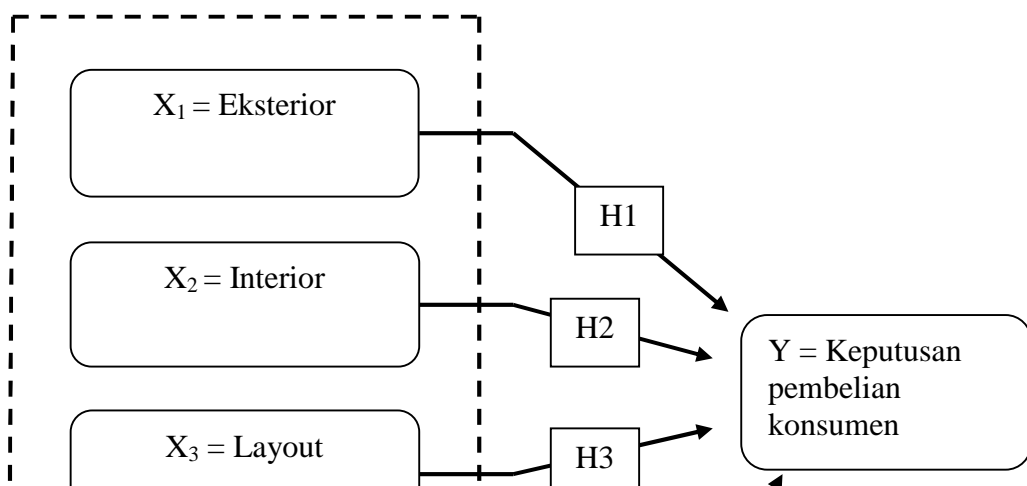 X₁ = Eksterior
H1
X₂ = Interior
H2
Y = Keputusan
pembelian
konsumen
X₃ = Layout
H3